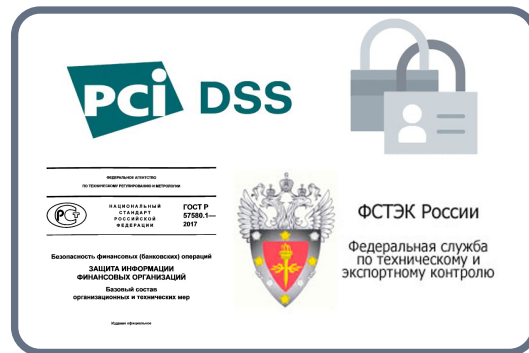 PCi DSS
ФЕДЕРАЛЬНОЕ АГЕНТСТВО
ПО ТЕХНИЧЕСКОМУ РЕГУЛИРОВАНИЮ И МЕТРОЛОГИИ
НАЦИОНАЛЬНЫЙ
СТАНДАРТ
РОССИЙСКОЙ
ФЕДЕРАЦИИ
ГОСТ Р
57580.1—
2017
Безопасность финансовых (банковских) операций
ЗАЩИТА ИНФОРМАЦИИ
ФИНАНСОВЫХ ОРГАНИЗАЦИЙ
Базовый состав
организационных и технических мер
Издание официальное
ФСТЭК России
Федеральная служба
по техническому и
экспортному контролю